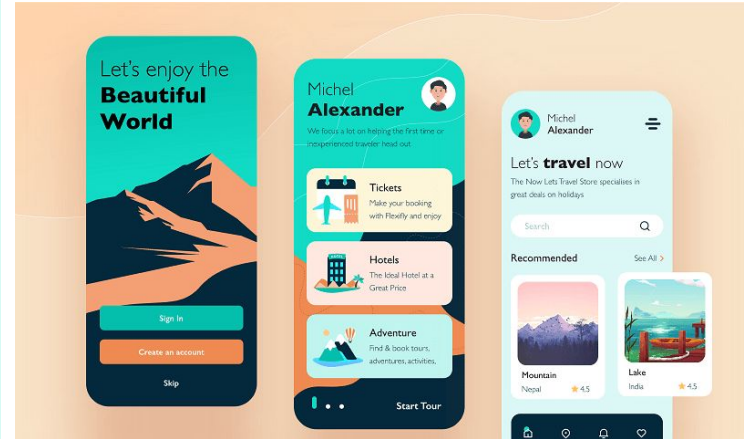 Let's enjoy the
Beautiful
World
Sign In
Create an account
Skip
Michel
Alexander
We focus a lot on helping the first time or
inexperienced traveler head out
Tickets
Make your booking
with Flexifly and enjoy
HOTEL
Hotels
The Ideal Hotel at a
Great Price
Adventure
Find & book tours,
adventures, activities,
Start Tour
Michel
Alexander
Let's travel now
The Now Lets Travel Store specialises in
great deals on holidays
Search
Recommended
See All >
Mountain
Nepal
4.5
Lake
India
4.5